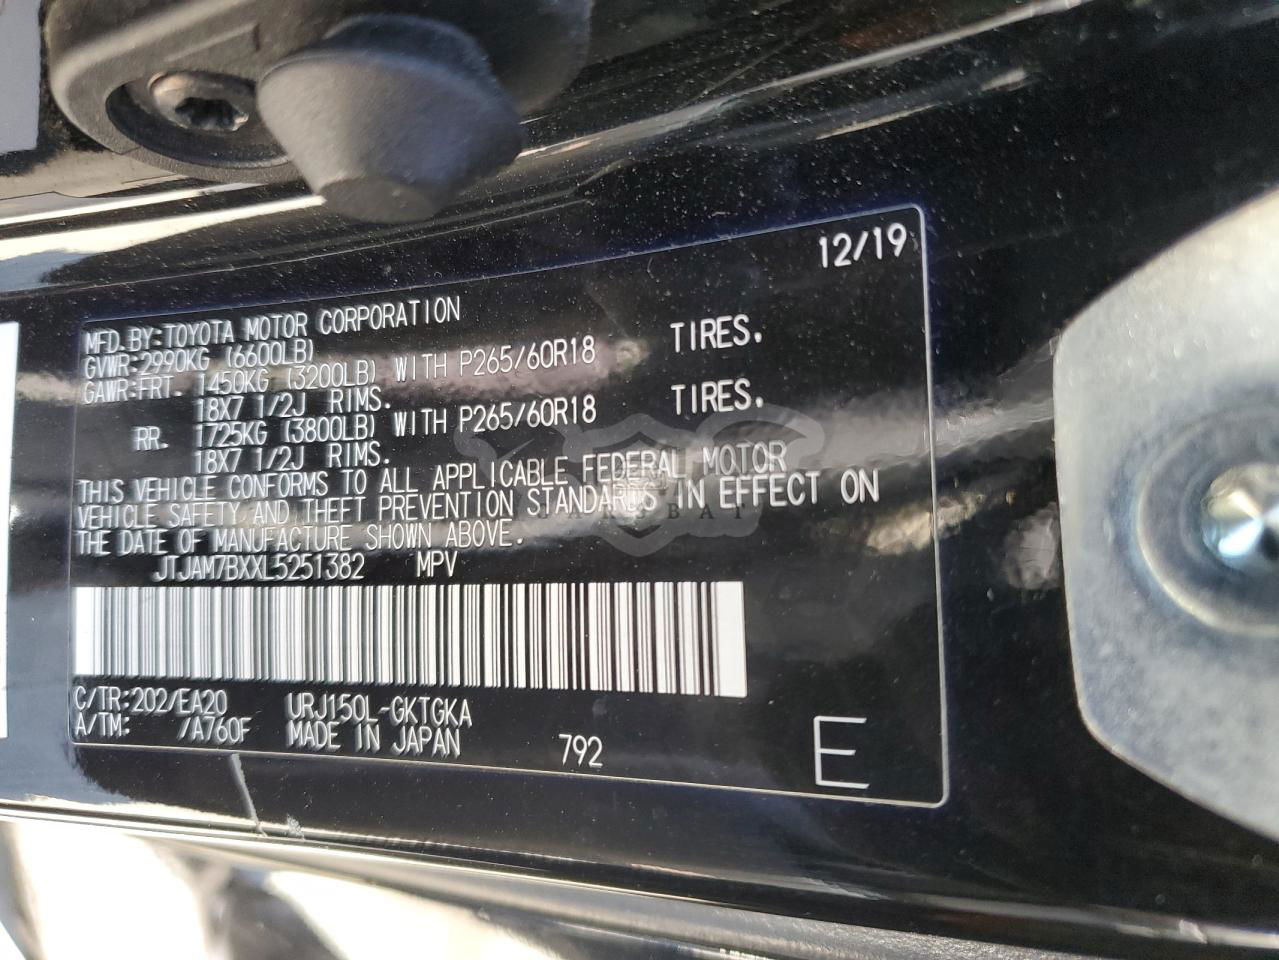 12/19
MFD.BY:TOYOTA MOTOR CORPORATION
GVWR:2990KG (6600LB)
GAWR:FRT. 1450KG (3200LB) WITH P265/60R18 TIRES.
18X7 1/2J RIMS.
RR. 1725KG (3800LB) WITH P265/60R18 TIRES.
18X7 1/2J RIMS.
THIS VEHICLE CONFORMS TO ALL APPLICABLE FEDERAL MOTOR
VEHICLE SAFETY AND THEFT PREVENTION STANDARDS IN EFFECT ON
THE DATE OF MANUFACTURE SHOWN ABOVE.
JTJAM7BXXL5251382 MPV
C/TR:202/EA20 URJ150L-GKTGKA
A/TM: /A760F MADE IN JAPAN 792 E